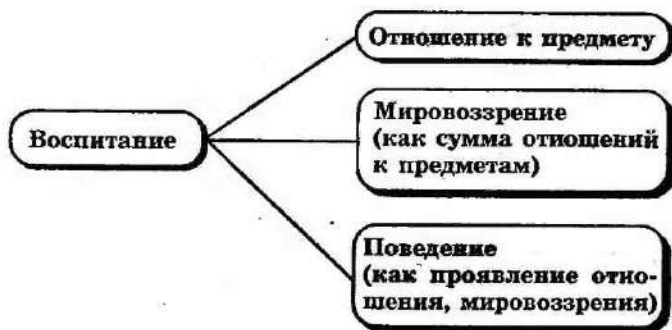 Воспитание
Отношение к предмету
Мировоззрение
(как сумма отношений
к предметам)
Поведение
(как проявление отно-
шения, мировоззрения)